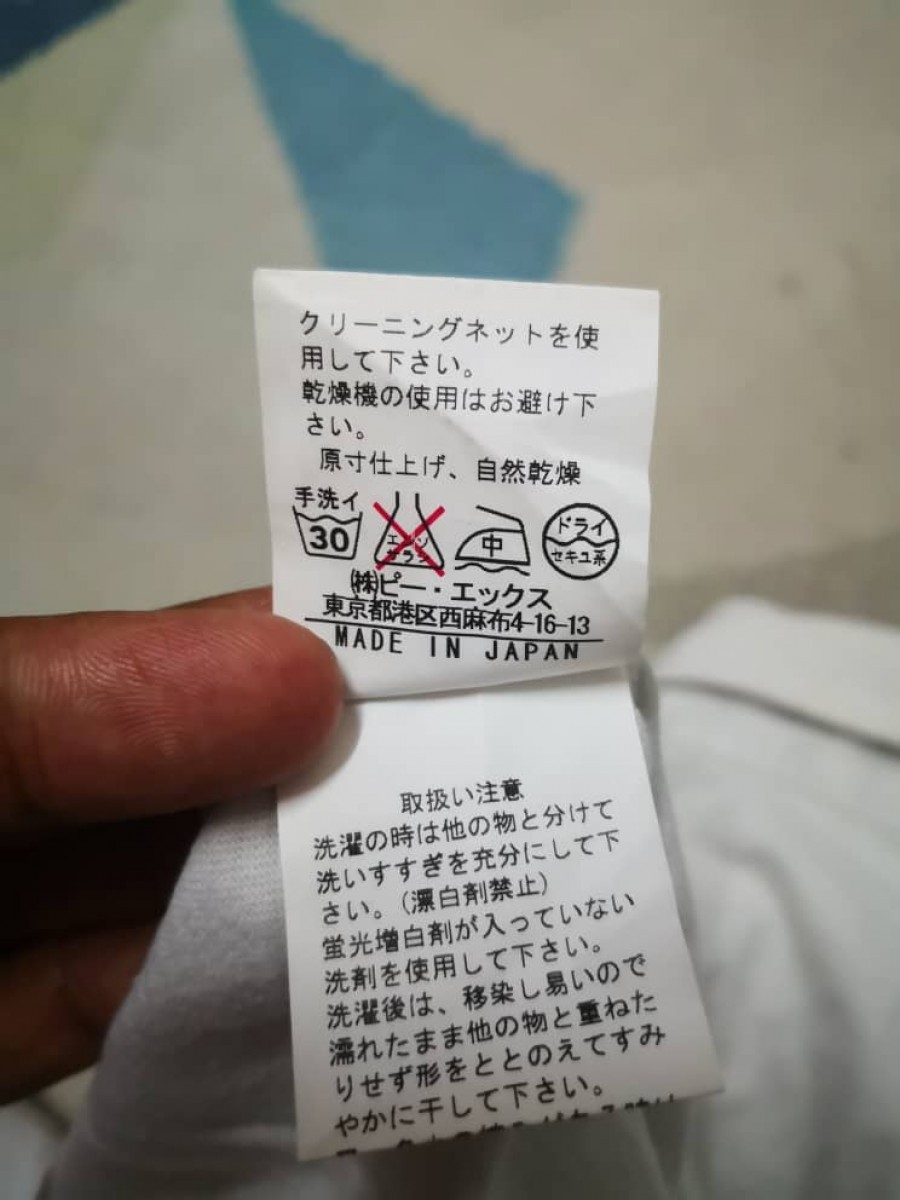 クリーニングネットを使
用して下さい。
乾燥機の使用はお避け下
さい。
原寸仕上げ、自然乾燥
手洗イ
30
エンソ
サラシ
中
ドライ
セキユ系
㈱ピー・エックス
東京都港区西麻布4-16-13
MADE IN JAPAN
取扱い注意
洗濯の時は他の物と分けて
洗いすすぎを充分にして下
さい。(漂白剤禁止)
蛍光増白剤が入っていない
洗剤を使用して下さい。
洗濯後は、移染し易いので
濡れたまま他の物と重ねた
りせず形をととのえてすみ
やかに干して下さい。